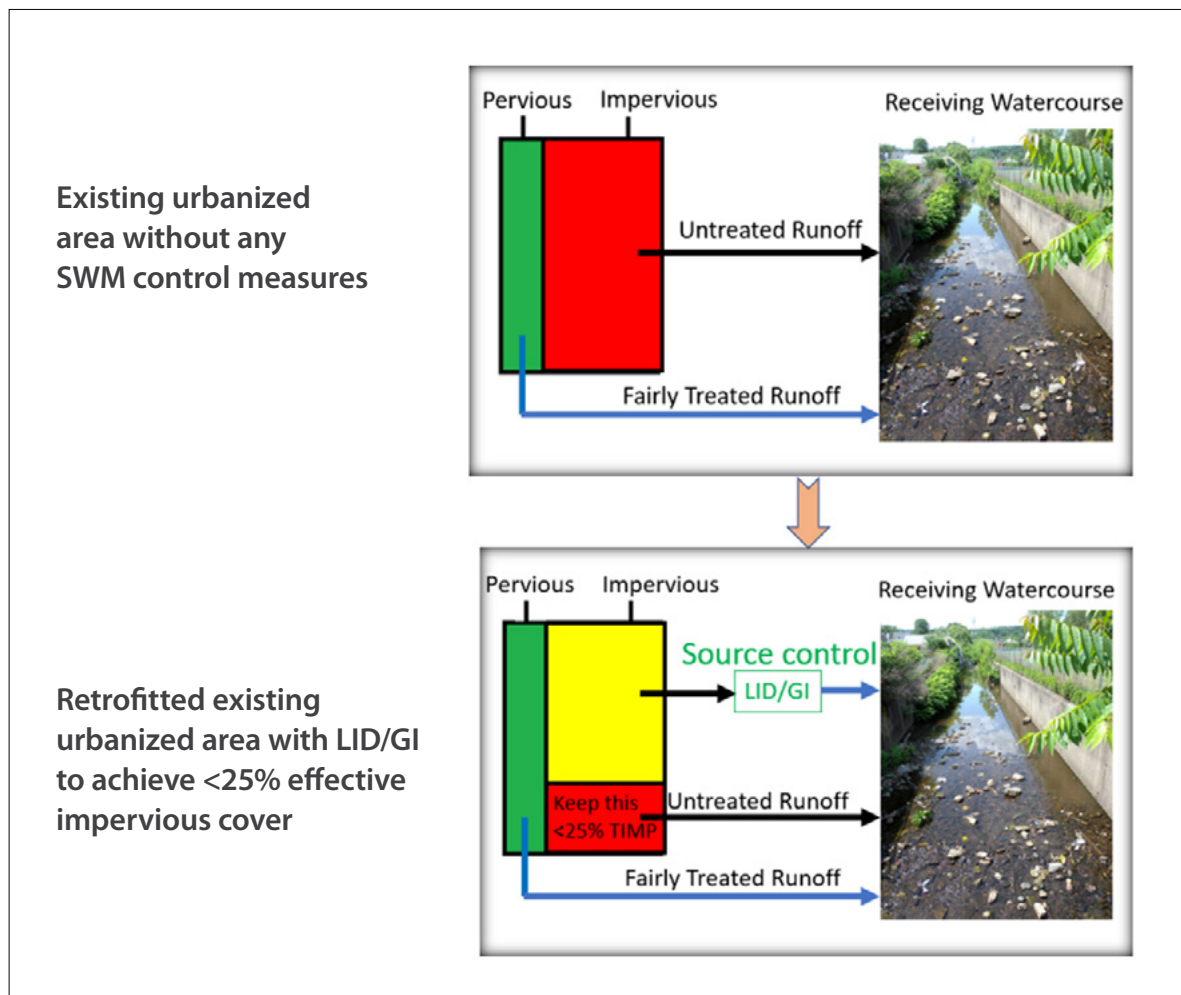 Existing urbanized
area without any
SWM control measures
Pervious
Impervious
Receiving Watercourse
Untreated Runoff
Fairly Treated Runoff
Retrofitted existing
urbanized area with LID/GI
to achieve <25% effective
impervious cover
Pervious
Impervious
Receiving Watercourse
Source control
LID/GI
Keep this
<25% TIMP
Untreated Runoff
Fairly Treated Runoff